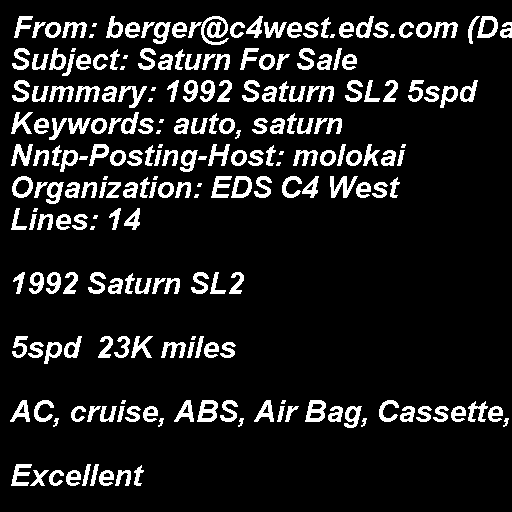 From: berger@c4west.eds.com (Da
Subject: Saturn For Sale
Summary: 1992 Saturn SL2 5spd
Keywords: auto, saturn
Nntp-Posting-Host: molokai
Organization: EDS C4 West
Lines: 14
1992 Saturn SL2
5spd  23K miles
AC, cruise, ABS, Air Bag, Cassette,
Excellent